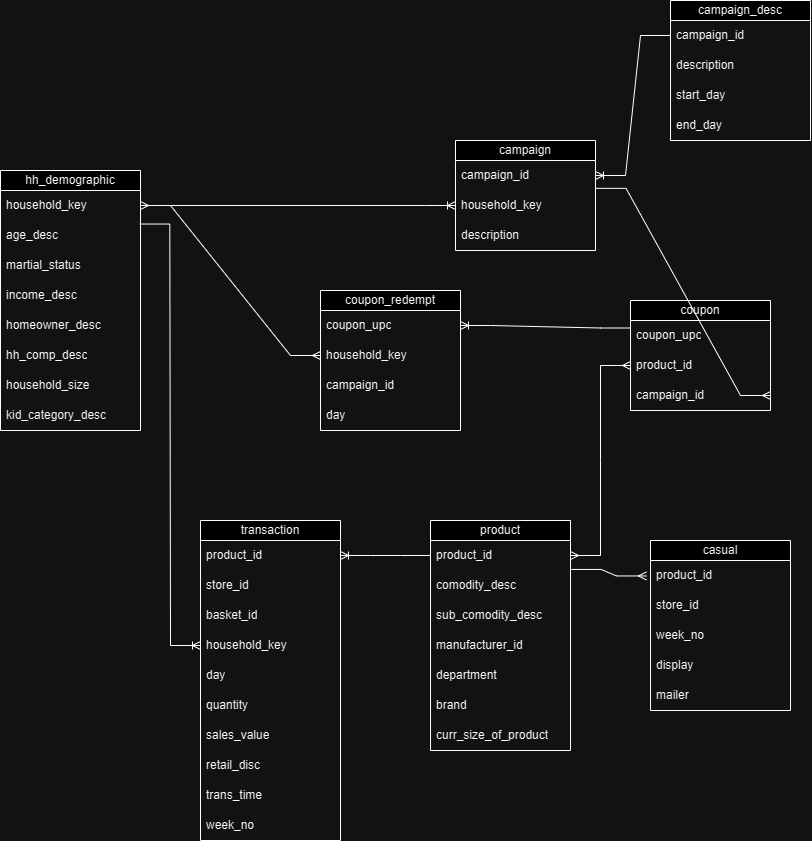 campaign_desc
campaign_id
description
start_day
end_day
campaign
campaign_id
household_key
description
hh_demographic
household_key
age_desc
martial_status
income_desc
homeowner_desc
hh_comp_desc
household_size
kid_category_desc
coupon_redempt
coupon_upc
household_key
campaign_id
day
coupon
coupon_upc
product_id
campaign_id
transaction
product_id
store_id
basket_id
household_key
day
quantity
sales_value
retail_disc
trans_time
week_no
product
product_id
comodity_desc
sub_comodity_desc
manufacturer_id
department
brand
curr_size_of_product
casual
product_id
store_id
week_no
display
mailer